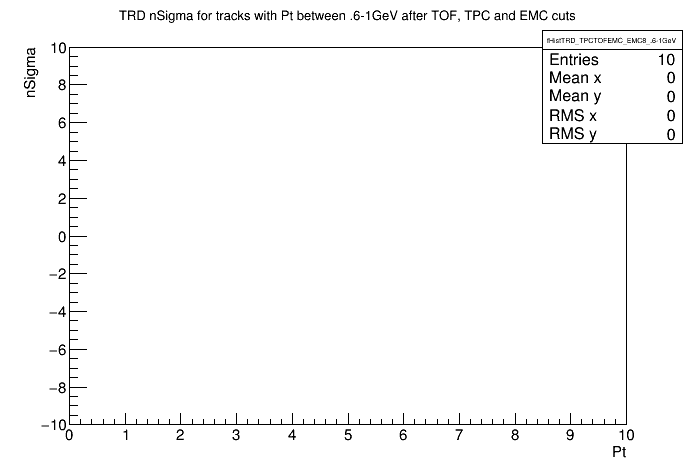 TRD nSigma for tracks with Pt between .6-1GeV after TOF, TPC and EMC cuts
fHistTRD_TPCTOFEMC_EMC8_.6-1GeV
Entries 10
Mean x 0
Mean y 0
RMS x 0
RMS y 0
nSigma
10
8
6
4
2
0
−2
−4
−6
−8
−10
0 1 2 3 4 5 6 7 8 9 10
Pt